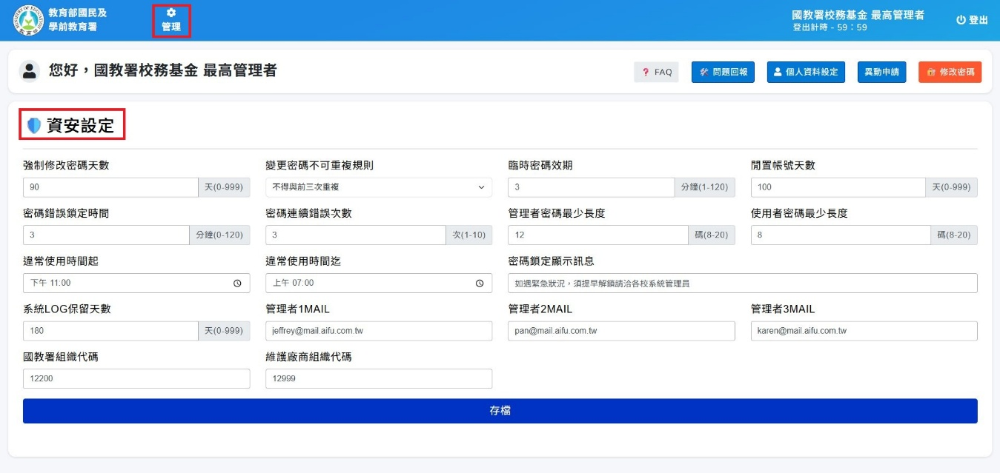 教育部國民及
學前教育署
管理
國教署校務基金 最高管理者
登出計時 - 59：59
登出
您好，國教署校務基金 最高管理者
FAQ
問題回報
個人資料設定
異動申請
修改密碼
資安設定
強制修改密碼天數
變更密碼不可重複規則
臨時密碼效期
閒置帳號天數
90 天(0-999)
不得與前三次重複
3 分鐘(1-120)
100 天(0-999)
密碼錯誤鎖定時間
密碼連續錯誤次數
管理者密碼最少長度
使用者密碼最少長度
3 分鐘(0-120)
3 次(1-10)
12 碼(8-20)
8 碼(8-20)
違常使用時間起
違常使用時間迄
密碼鎖定顯示訊息
下午 11:00
上午 07:00
如遇緊急狀況，須提早解鎖請洽各校系統管理員
系統LOG保留天數
管理者1MAIL
管理者2MAIL
管理者3MAIL
180 天(0-999)
jeffrey@mail.aifu.com.tw
pan@mail.aifu.com.tw
karen@mail.aifu.com.tw
國教署組織代碼
維護廠商組織代碼
12200
12999
存檔